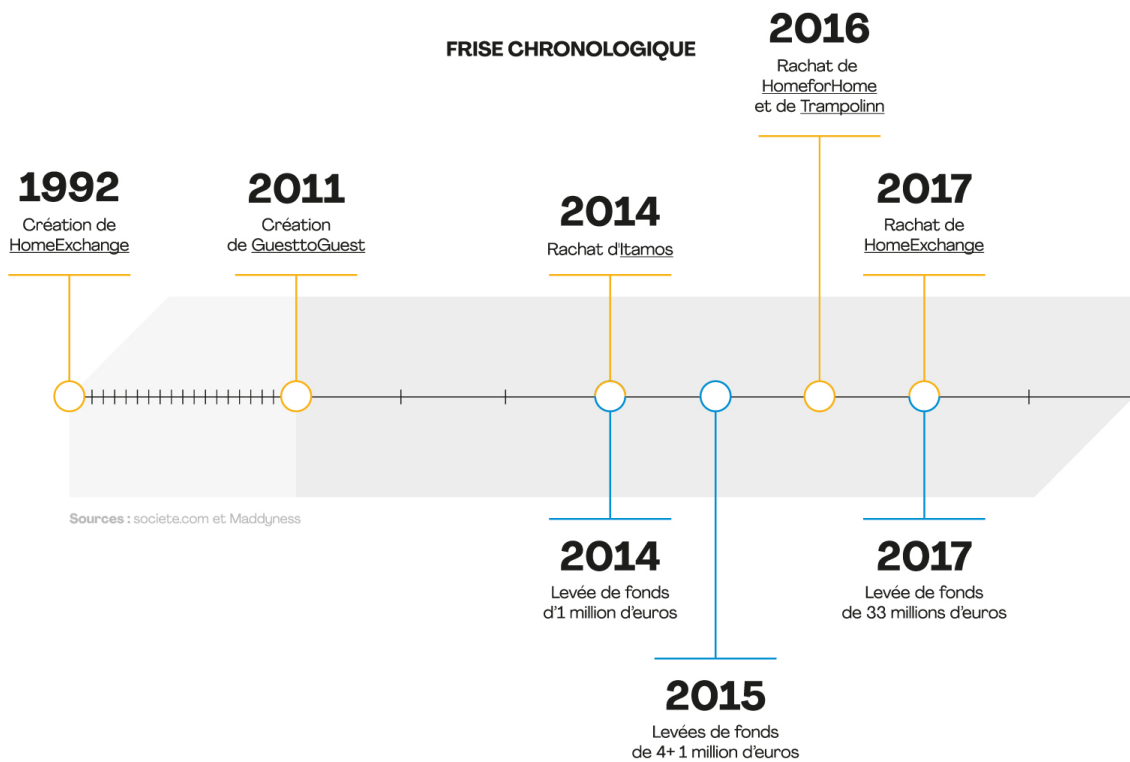 FRISE CHRONOLOGIQUE
2016
Rachat de
HomeforHome
et de Trampolinn
1992
Création de
HomeExchange
2011
Création
de GuesttoGuest
2014
Rachat d'Itamos
2017
Rachat de
HomeExchange
Sources : societe.com et Maddyness
2014
Levée de fonds
d’1 million d’euros
2017
Levée de fonds
de 33 millions d’euros
2015
Levées de fonds
de 4+ 1 million d’euros